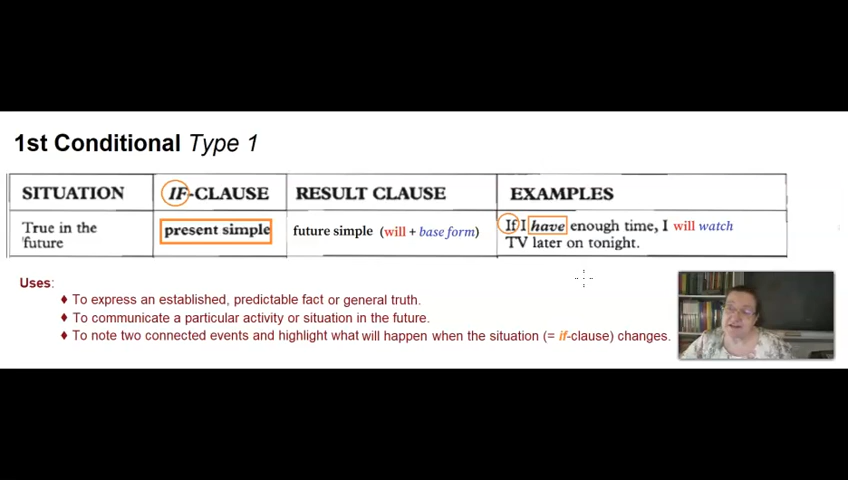 1st Conditional Type 1
SITUATION IF-CLAUSE RESULT CLAUSE EXAMPLES
True in the future present simple future simple (will + base form) If I have enough time, I will watch
TV later on tonight.
Uses:
♦ To express an established, predictable fact or general truth.
♦ To communicate a particular activity or situation in the future.
♦ To note two connected events and highlight what will happen when the situation (= if-clause) changes.